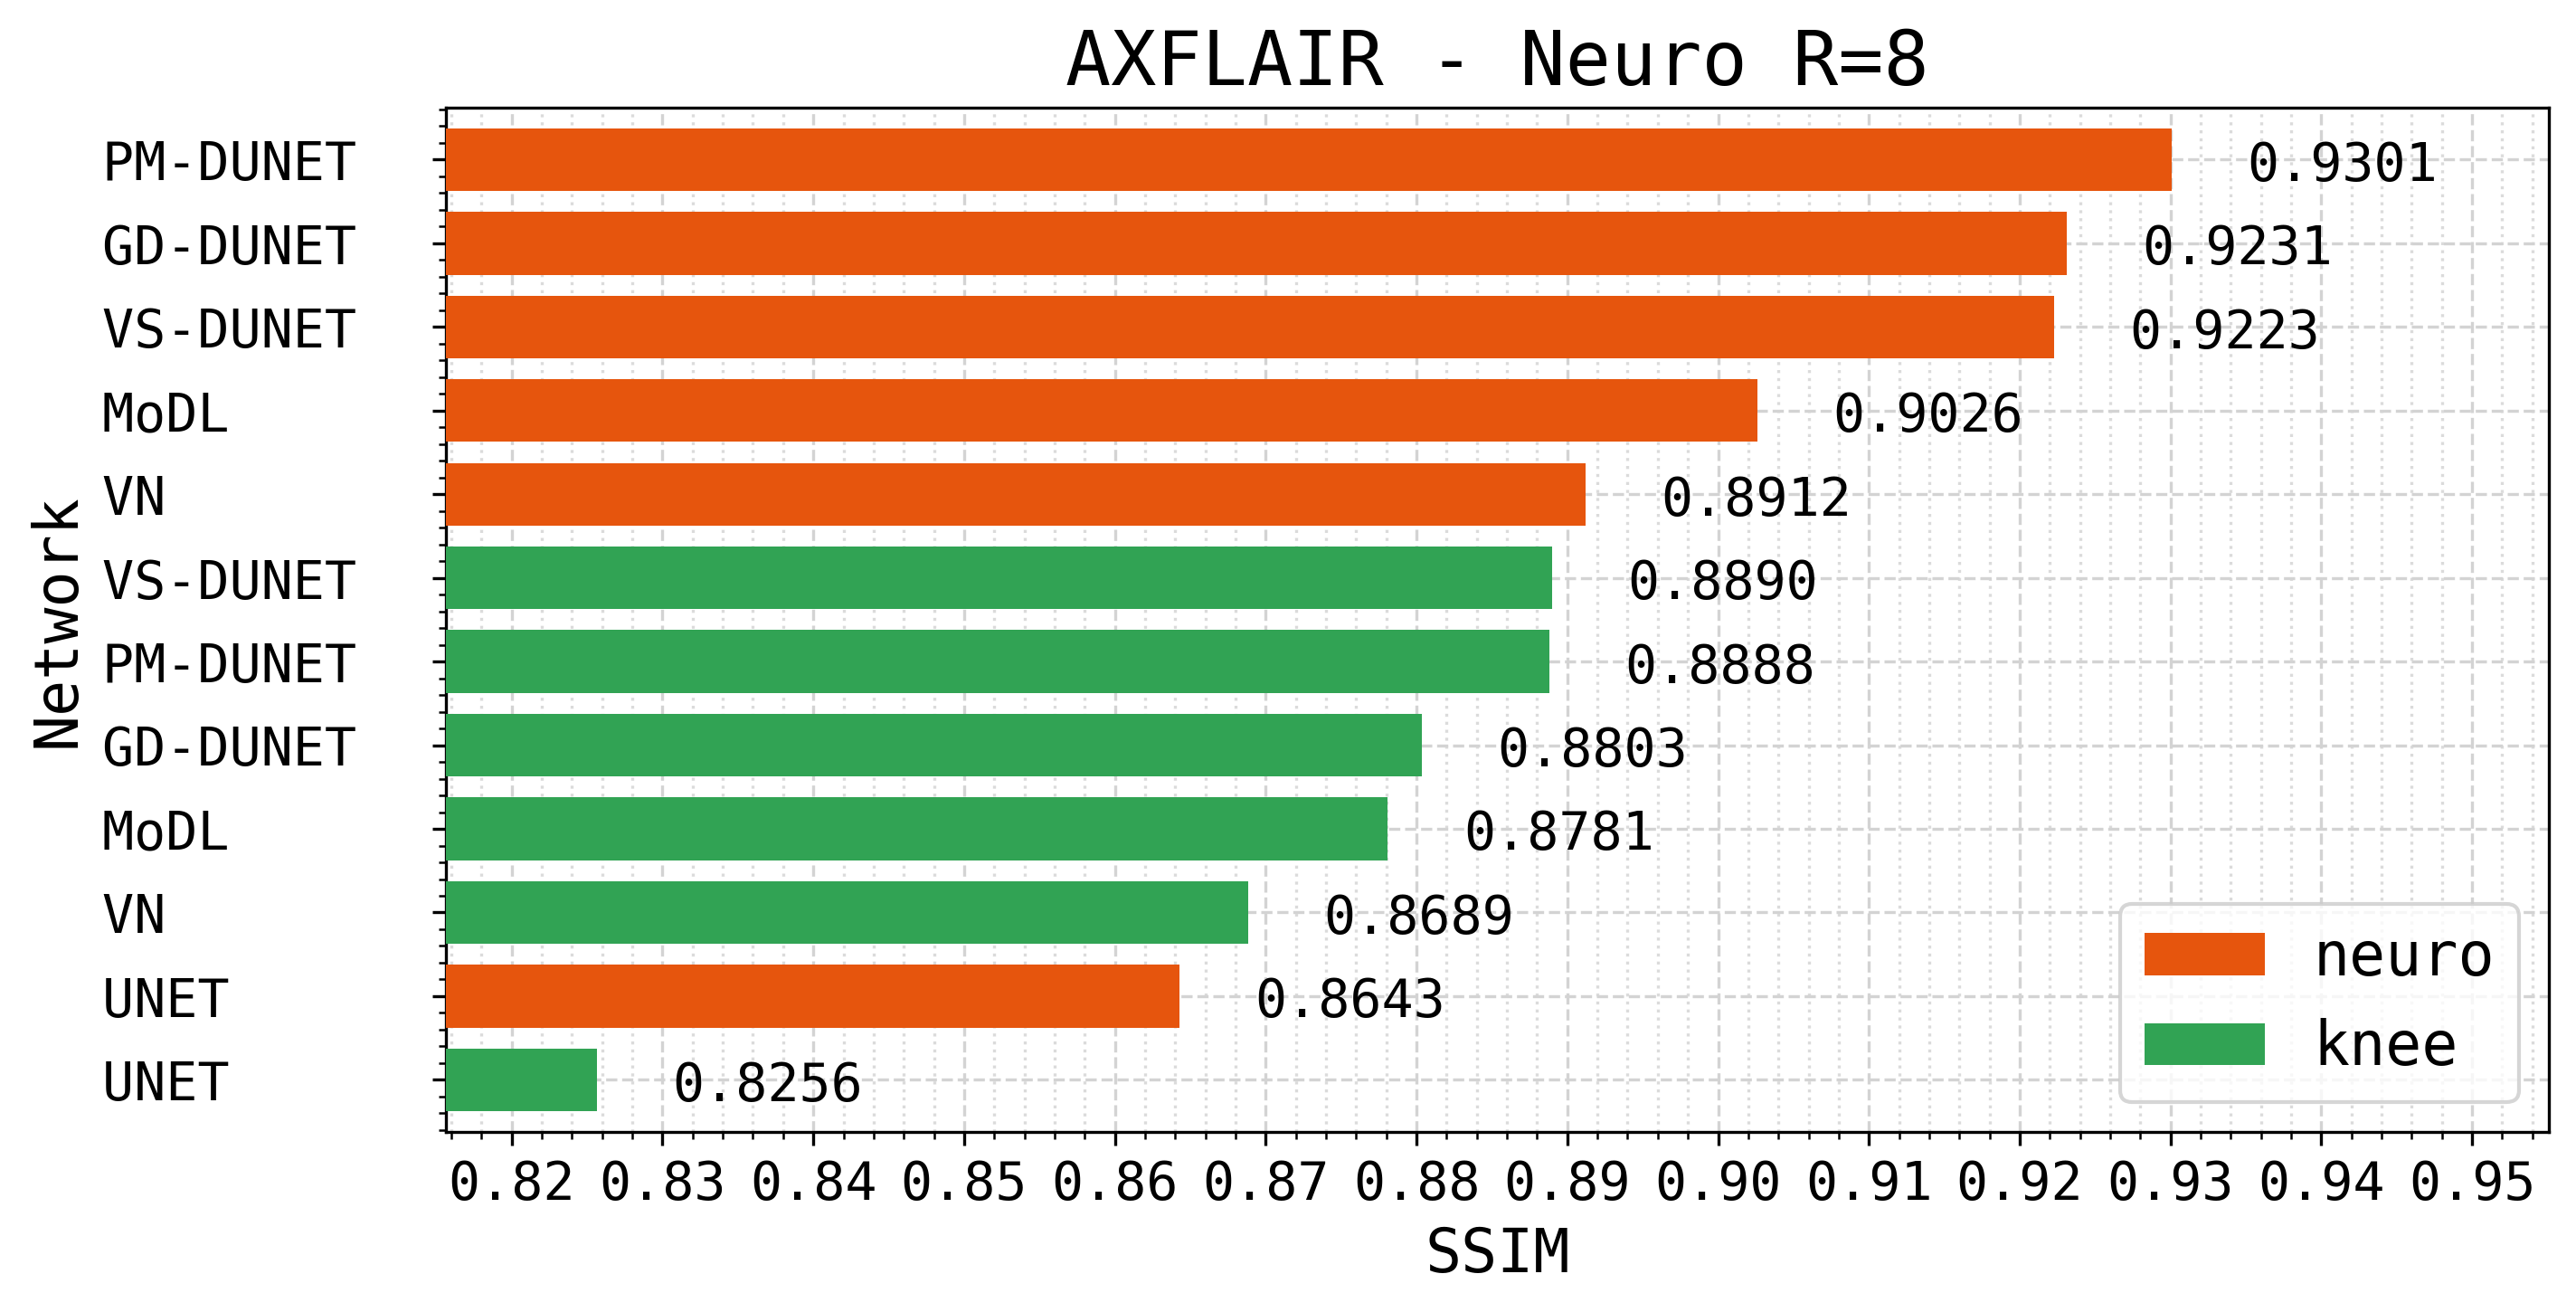 AXFLAIR - Neuro R=8
Network
PM-DUNET 0.9301
GD-DUNET 0.9231
VS-DUNET 0.9223
MoDL 0.9026
VN 0.8912
VS-DUNET 0.8890
PM-DUNET 0.8888
GD-DUNET 0.8803
MoDL 0.8781
VN 0.8689
UNET 0.8643
UNET 0.8256
neuro
knee
0.82 0.83 0.84 0.85 0.86 0.87 0.88 0.89 0.90 0.91 0.92 0.93 0.94 0.95
SSIM